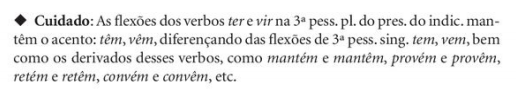 ◆ Cuidado: As flexões dos verbos ter e vir na 3ª pess. pl. do pres. do indic. man-
têm o acento: têm, vêm, diferençando das flexões de 3ª pess. sing. tem, vem, bem
como os derivados desses verbos, como mantém e mantêm, provém e provêm,
retém e retêm, convém e convêm, etc.